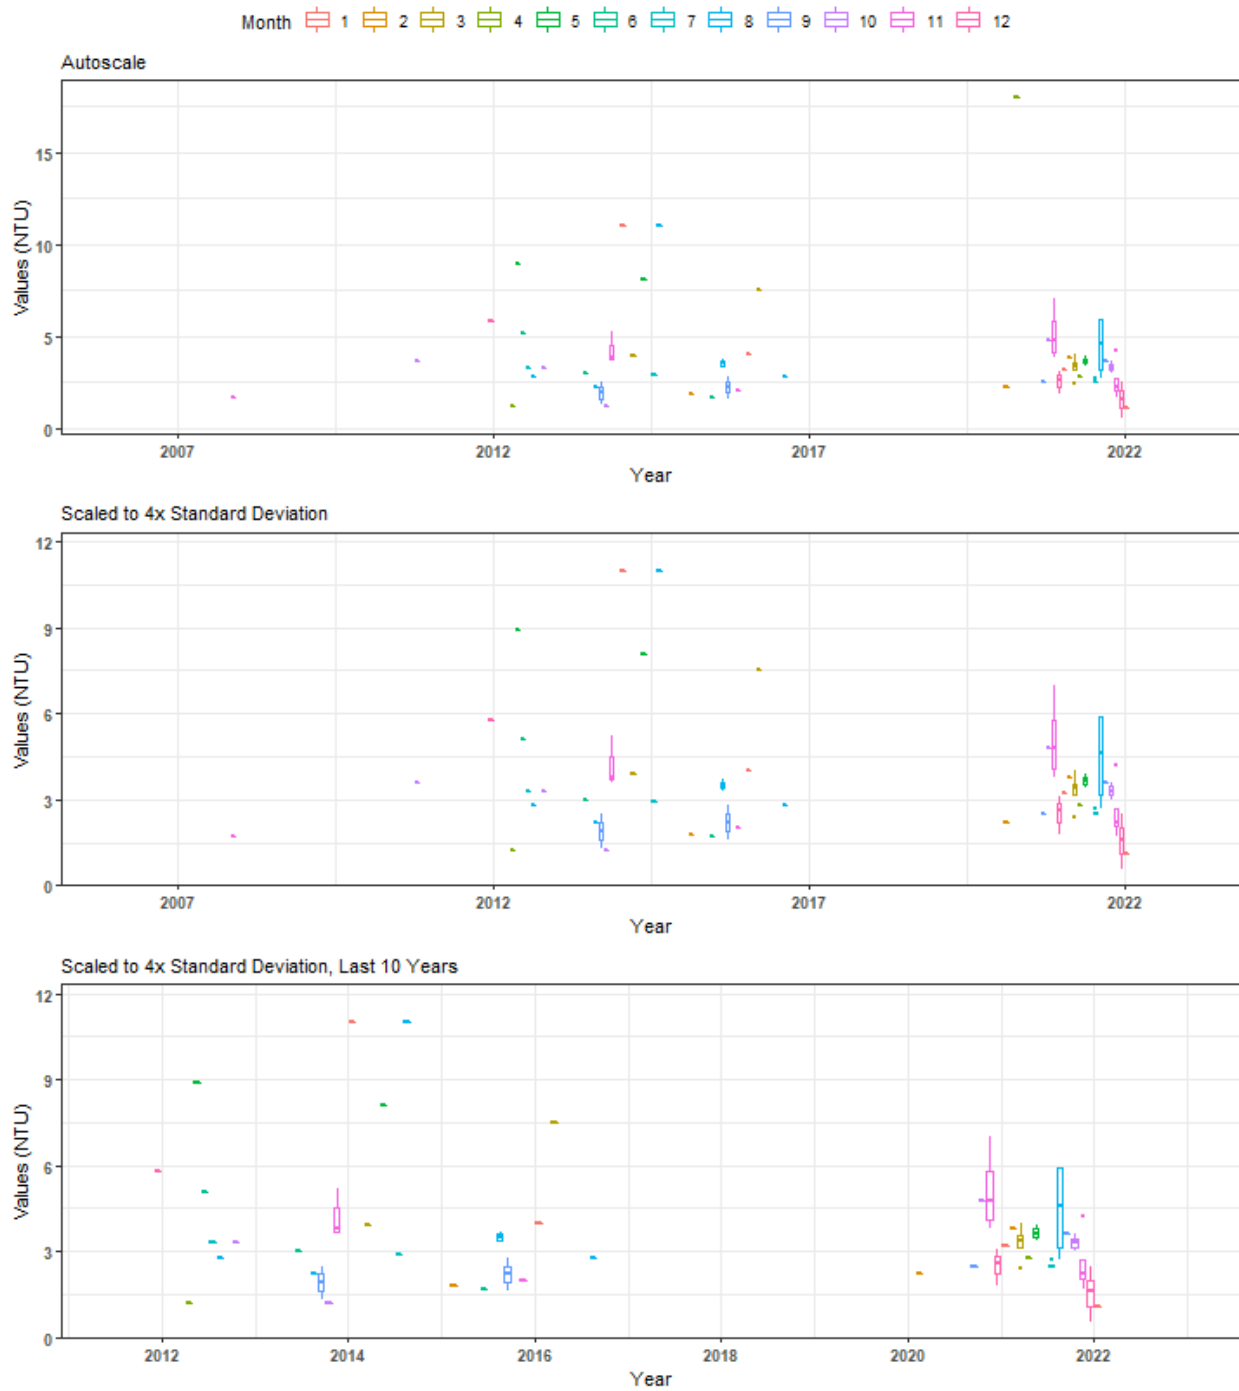 Month 1 2 3 4 5 6 7 8 9 10 11 12
Autoscale
15
10
5
0
Values (NTU)
2007 2012 2017 2022
Year
Scaled to 4x Standard Deviation
12
9
6
3
0
Values (NTU)
2007 2012 2017 2022
Year
Scaled to 4x Standard Deviation, Last 10 Years
12
9
6
3
0
Values (NTU)
2012 2014 2016 2018 2020 2022
Year